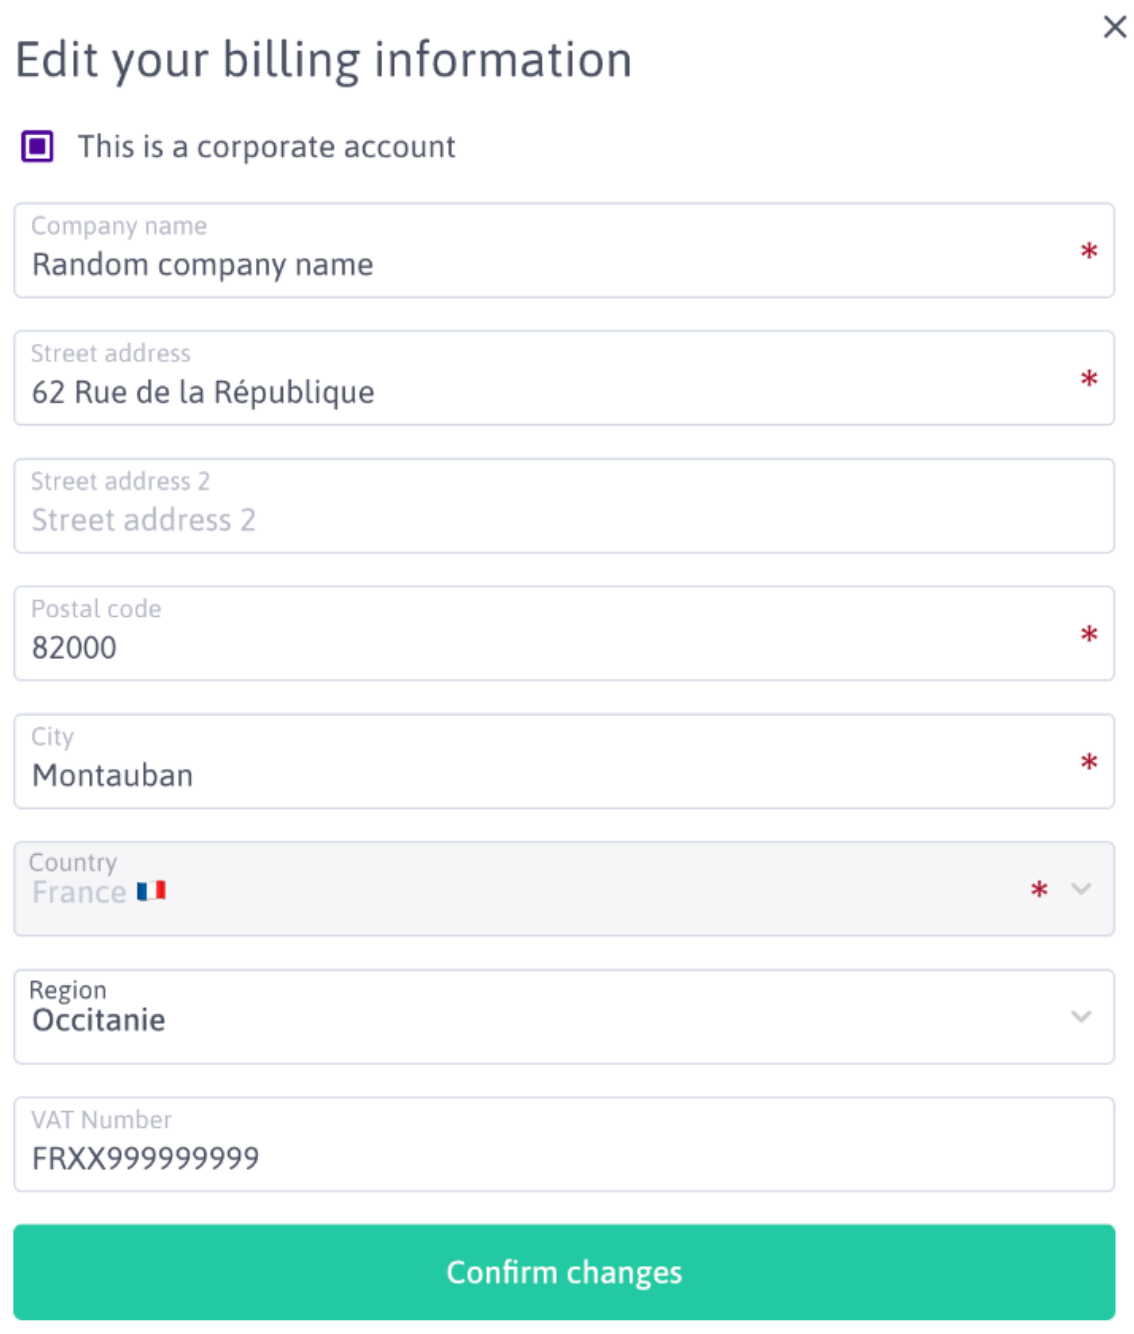 Edit your billing information
This is a corporate account
Company name
Random company name
*
Street address
62 Rue de la République
*
Street address 2
Street address 2
Postal code
82000
*
City
Montauban
*
Country
France 🇫🇷
*
Region
Occitanie
VAT Number
FRXX999999999
Confirm changes